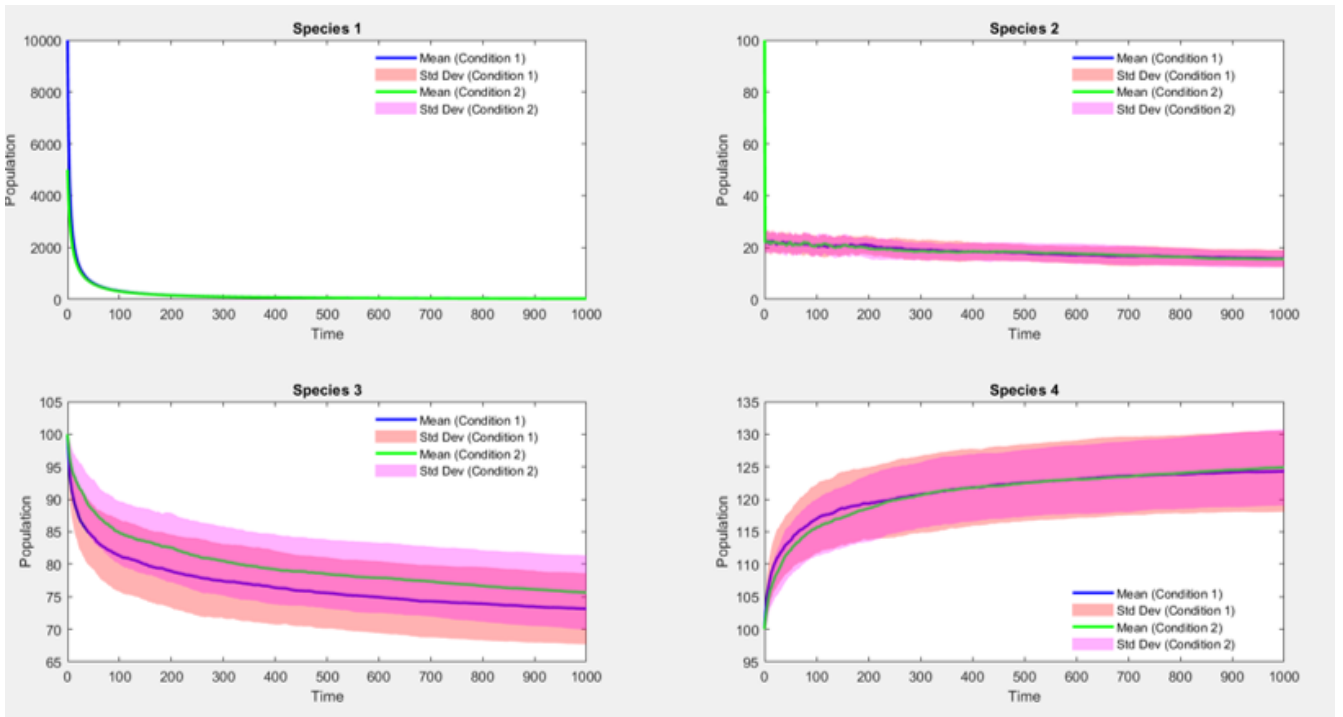 Species 1
10000
8000
6000
4000
2000
0
Population
Mean (Condition 1)
Std Dev (Condition 1)
Mean (Condition 2)
Std Dev (Condition 2)
0 100 200 300 400 500 600 700 800 900 1000
Time
Species 2
100
80
60
40
20
0
Population
Mean (Condition 1)
Std Dev (Condition 1)
Mean (Condition 2)
Std Dev (Condition 2)
0 100 200 300 400 500 600 700 800 900 1000
Time
Species 3
105
100
95
90
85
80
75
70
65
Population
Mean (Condition 1)
Std Dev (Condition 1)
Mean (Condition 2)
Std Dev (Condition 2)
0 100 200 300 400 500 600 700 800 900 1000
Time
Species 4
135
130
125
120
115
110
105
100
95
Population
Mean (Condition 1)
Std Dev (Condition 1)
Mean (Condition 2)
Std Dev (Condition 2)
0 100 200 300 400 500 600 700 800 900 1000
Time